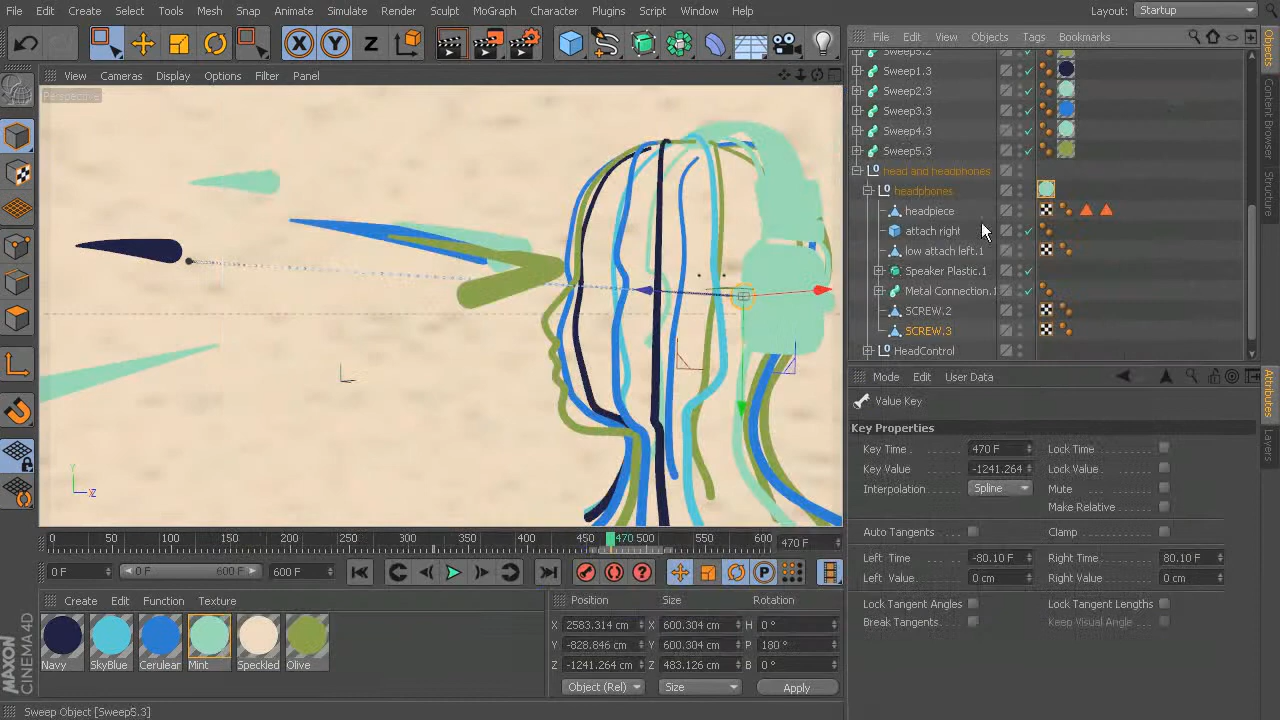 File Edit Create Select Tools Mesh Snap Animate Simulate Render Sculpt MoGraph Character Plugins Script Window Help Layout: Startup
File Edit View Objects Tags Bookmarks
View Cameras Display Options Filter Panel
Perspective
Sweep5.2
Sweep1.3
Sweep2.3
Sweep3.3
Sweep4.3
Sweep5.3
head and headphones
headphones
headpiece
attach right
low attach left.1
Speaker Plastic.1
Metal Connection.1
SCREW.2
SCREW.3
HeadControl
Objects
Content Browser
Structure
Attributes
Layers
Mode Edit User Data
Value Key
Key Properties
Key Time 470 F Lock Time
Key Value -1241.264 Lock Value
Interpolation Spline Mute
Make Relative
Auto Tangents Clamp
Left Time -80.10 F Right Time 80.10 F
Left Value 0 cm Right Value 0 cm
Lock Tangent Angles Lock Tangent Lengths
Break Tangents Keep Visual Angle
Y
Z
0 50 100 150 200 250 300 350 400 450 470 500 550 600 470 F
0 F 0 F 600 F 600 F
Create Edit Function Texture
Navy SkyBlue Cerulean Mint Speckled Olive
Position Size Rotation
X 2583.314 cm X 600.304 cm H 0 °
Y -828.846 cm Y 600.304 cm P 180 °
Z -1241.264 cm Z 483.126 cm B 0 °
Object (Rel) Size Apply
MAXON
CINEMA 4D
Sweep Object [Sweep5.3]